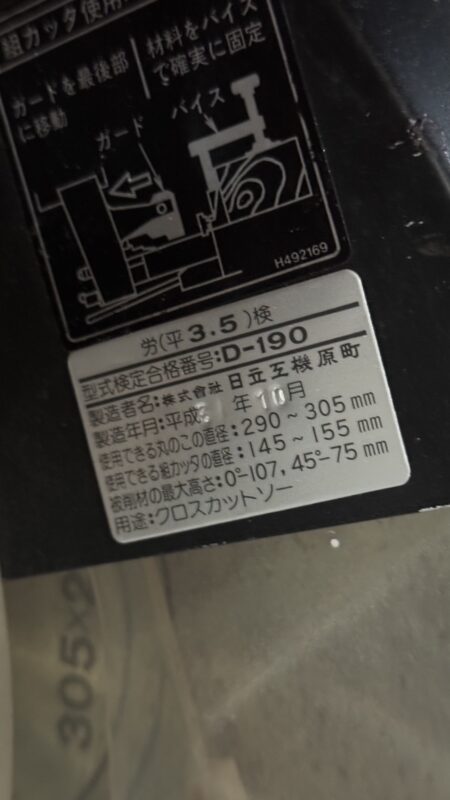 組カッタ使用
ガードを最後部
に移動
材料をバイス
で確実に固定
ガード
バイス
H492169
労(平3.5)検
型式検定合格番号:D-190
製造者名:株式會社 日立工機原町
製造年月:平成 年10月
使用できる丸のこの直径:290~305mm
使用できる組カッタの直径:145~155mm
被削材の最大高さ:0°-107,45°-75mm
用途:クロスカットソー
305×2